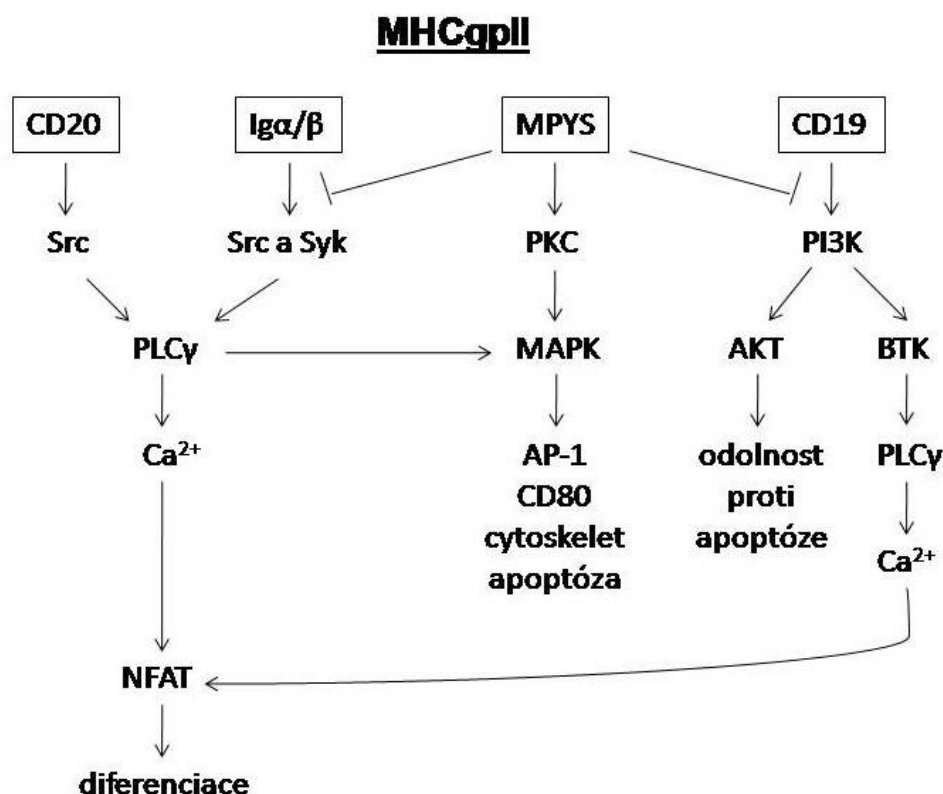 MHCgpII
CD20 Igα/β MPYS CD19
Src Src a Syk PKC PI3K
PLCγ MAPK AKT BTK
Ca²⁺ AP-1 odolnost PLCγ
CD80 proti
cytoskelet apoptóze Ca²⁺
apoptóza
NFAT
diferenciace